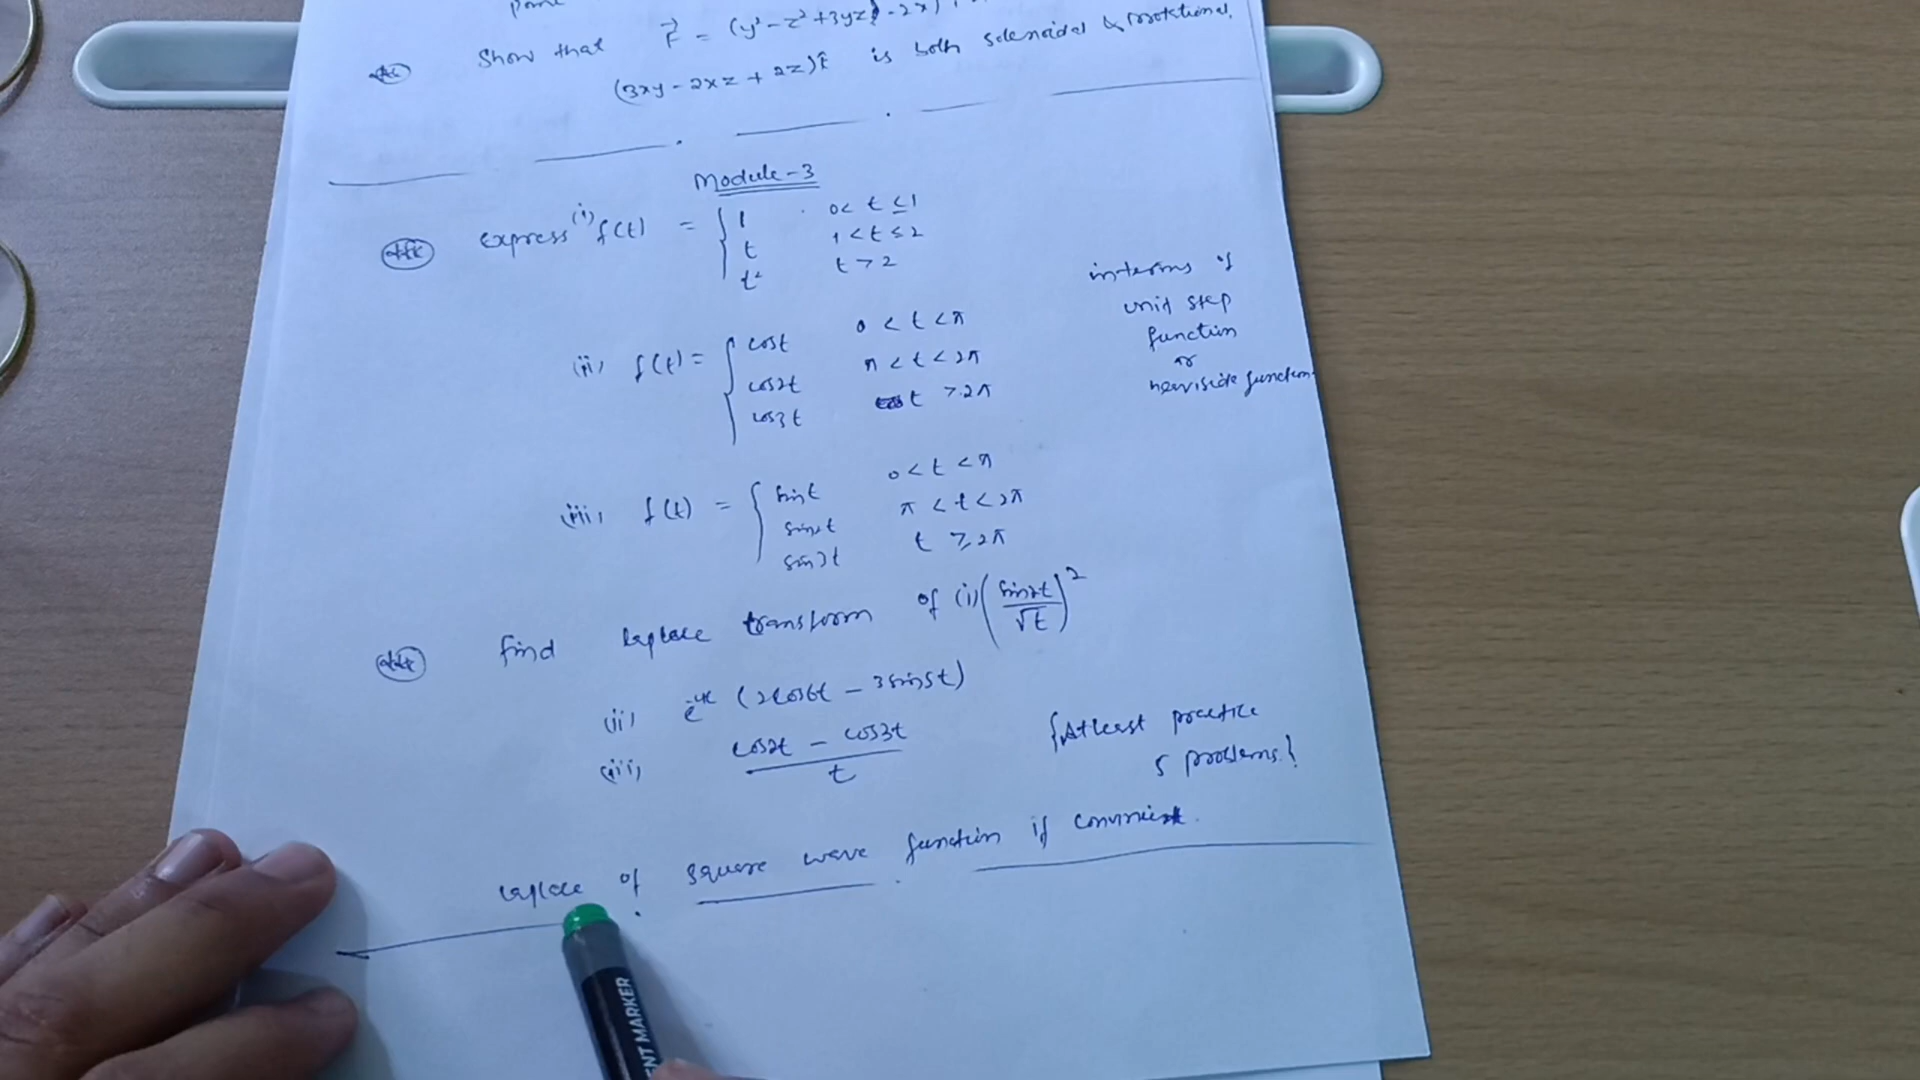 Show that F⃗ = (y² - z² + 3yz - 2x)
(3xy - 2xz + 2z)k̂ is both solenoidal & irrotational.
Module-3
express (i) f(t) = { 1 0 < t ≤ 1
t 1 < t ≤ 2
t² t > 2
interms of
unit step
function
or
heaviside function.
(ii) f(t) = { cost 0 < t < π
cos2t π < t < 2π
cos3t t > 2π
(iii) f(t) = { sint 0 < t < π
sin2t π < t < 2π
sin3t t ≥ 2π
find laplace transform of (i) (sin2t/√t)²
(ii) e⁻⁴ᵗ (2cos6t - 3sin5t)
(iii) cos2t - cos3t
t
{Atleast practice
5 problems.}
laplace of square wave function if convinient.
ENT MARKER